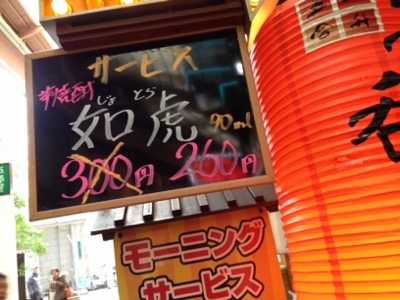 サービス
芋焼酎
じょ とら
如虎 90ml
300円 260円
モーニング
サービス